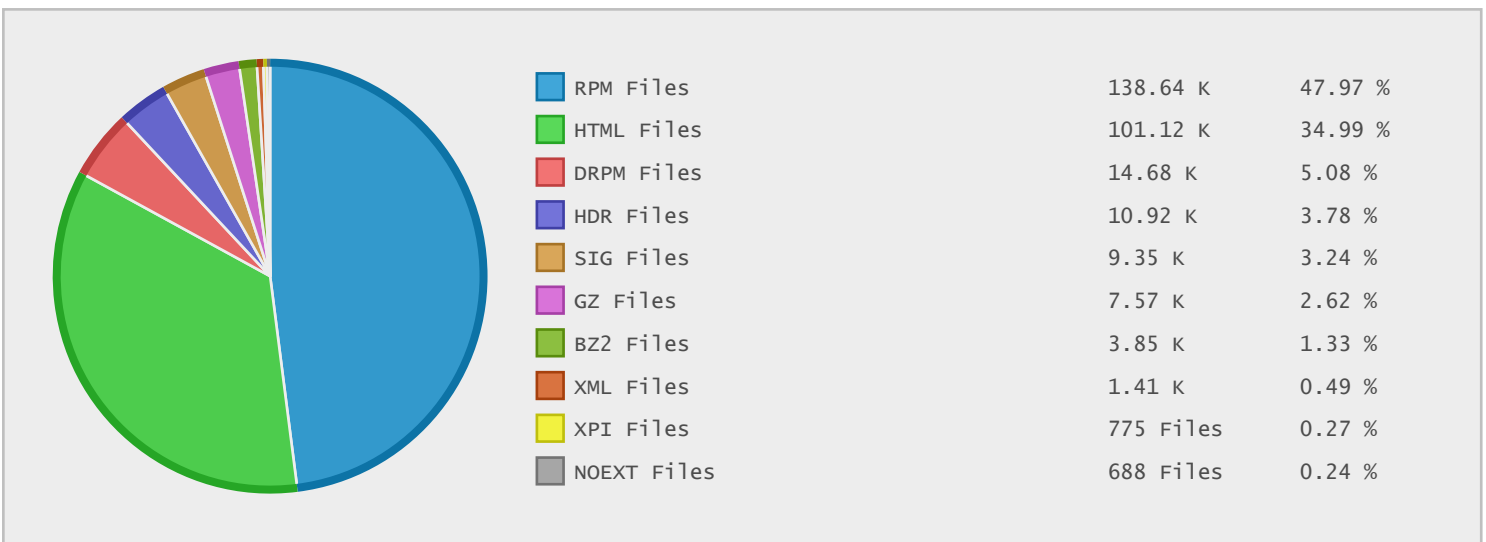 RPM Files 138.64 K 47.97 %
HTML Files 101.12 K 34.99 %
DRPM Files 14.68 K 5.08 %
HDR Files 10.92 K 3.78 %
SIG Files 9.35 K 3.24 %
GZ Files 7.57 K 2.62 %
BZ2 Files 3.85 K 1.33 %
XML Files 1.41 K 0.49 %
XPI Files 775 Files 0.27 %
NOEXT Files 688 Files 0.24 %